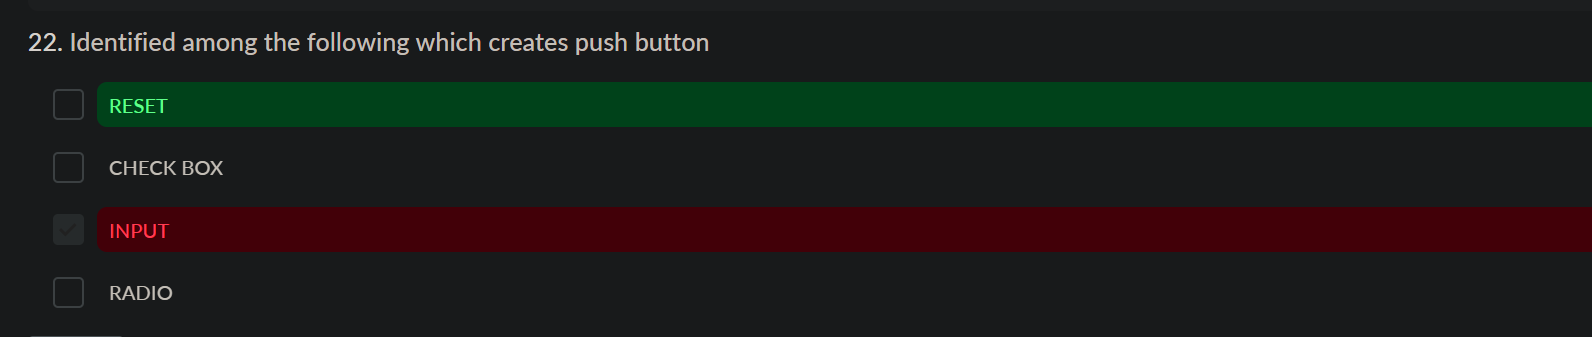 22. Identified among the following which creates push button
RESET
CHECK BOX
INPUT
RADIO